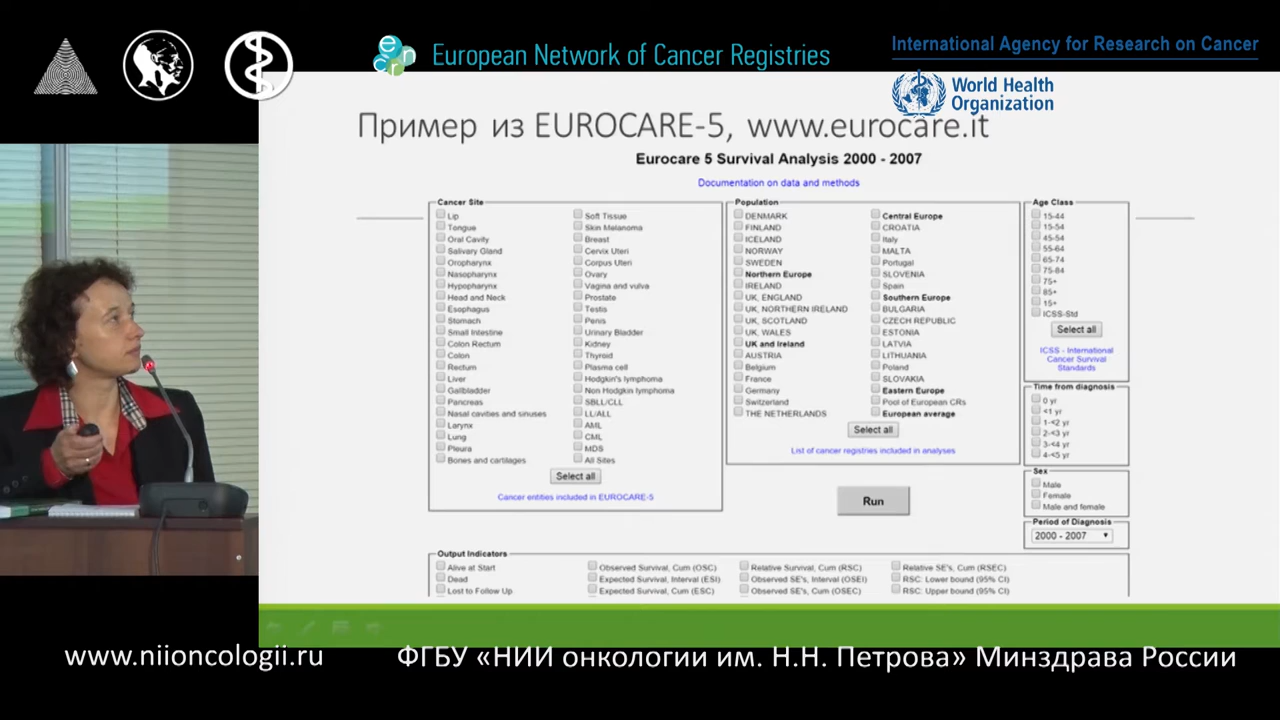 European Network of Cancer Registries
International Agency for Research on Cancer
World Health
Organization
Пример из EUROCARE-5, www.eurocare.it
Eurocare 5 Survival Analysis 2000 - 2007
Documentation on data and methods
Cancer Site
Lip
Tongue
Oral Cavity
Salivary Gland
Oropharynx
Nasopharynx
Hypopharynx
Head and Neck
Esophagus
Stomach
Small Intestine
Colon Rectum
Colon
Rectum
Liver
Gallbladder
Pancreas
Nasal cavities and sinuses
Larynx
Lung
Pleura
Bones and cartilages
Soft Tissue
Skin Melanoma
Breast
Cervix Uteri
Corpus Uteri
Ovary
Vagina and vulva
Prostate
Testis
Penis
Urinary Bladder
Kidney
Thyroid
Plasma cell
Hodgkin's lymphoma
Non Hodgkin lymphoma
SBLL/CLL
LL/ALL
AML
CML
MDS
All Sites
Select all
Cancer entities included in EUROCARE-5
Population
DENMARK
FINLAND
ICELAND
NORWAY
SWEDEN
Northern Europe
IRELAND
UK, ENGLAND
UK, NORTHERN IRELAND
UK, SCOTLAND
UK, WALES
UK and Ireland
AUSTRIA
Belgium
France
Germany
Switzerland
THE NETHERLANDS
Central Europe
CROATIA
Italy
MALTA
Portugal
SLOVENIA
Spain
Southern Europe
BULGARIA
CZECH REPUBLIC
ESTONIA
LATVIA
LITHUANIA
Poland
SLOVAKIA
Eastern Europe
Pool of European CRs
European average
Select all
List of cancer registries included in analyses
Run
Age Class
15-44
15-54
45-54
55-64
65-74
75-84
75+
85+
15+
ICSS-Std
Select all
ICSS - International
Cancer Survival
Standards
Time from diagnosis
0 yr
<1 yr
1-<2 yr
2-<3 yr
3-<4 yr
4-<5 yr
Sex
Male
Female
Male and female
Period of Diagnosis
2000 - 2007
Output Indicators
Alive at Start
Dead
Lost to Follow Up
Observed Survival, Cum (OSC)
Expected Survival, Interval (ESI)
Expected Survival, Cum (ESC)
Relative Survival, Cum (RSC)
Observed SE's, Interval (OSEI)
Observed SE's, Cum (OSEC)
Relative SE's, Cum (RSEC)
RSC: Lower bound (95% CI)
RSC: Upper bound (95% CI)
www.niioncologii.ru
ФГБУ «НИИ онкологии им. Н.Н. Петрова» Минздрава России